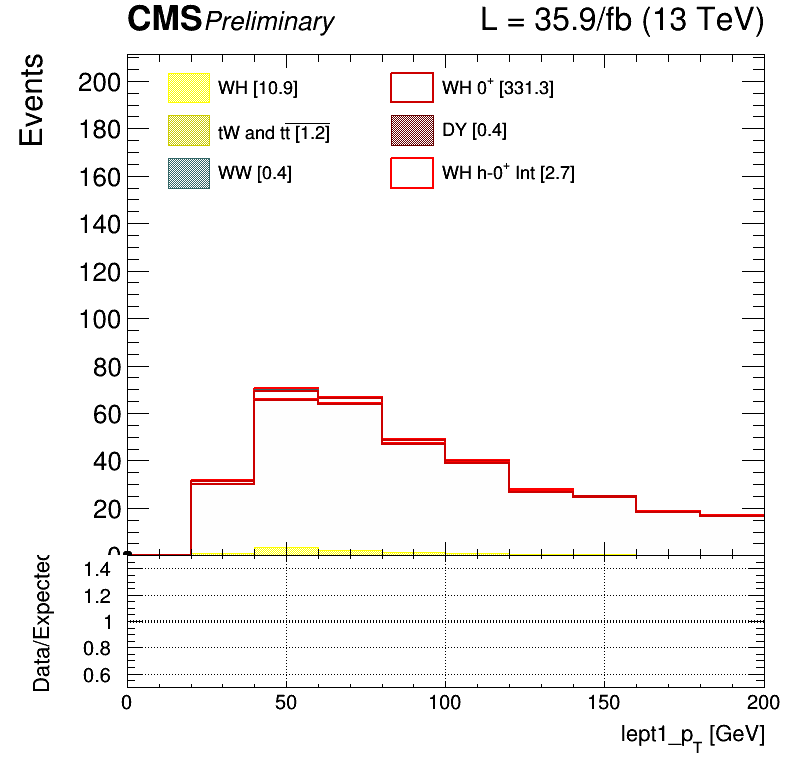 CMS Preliminary L = 35.9/fb (13 TeV)
Events
200
180
160
140
120
100
80
60
40
20
0
WH [10.9]
WH 0+ [331.3]
tW and tt [1.2]
DY [0.4]
WW [0.4]
WH h-0+ Int [2.7]
Data/Expected
1.4
1.2
1
0.8
0.6
0 50 100 150 200
lept1_pT [GeV]